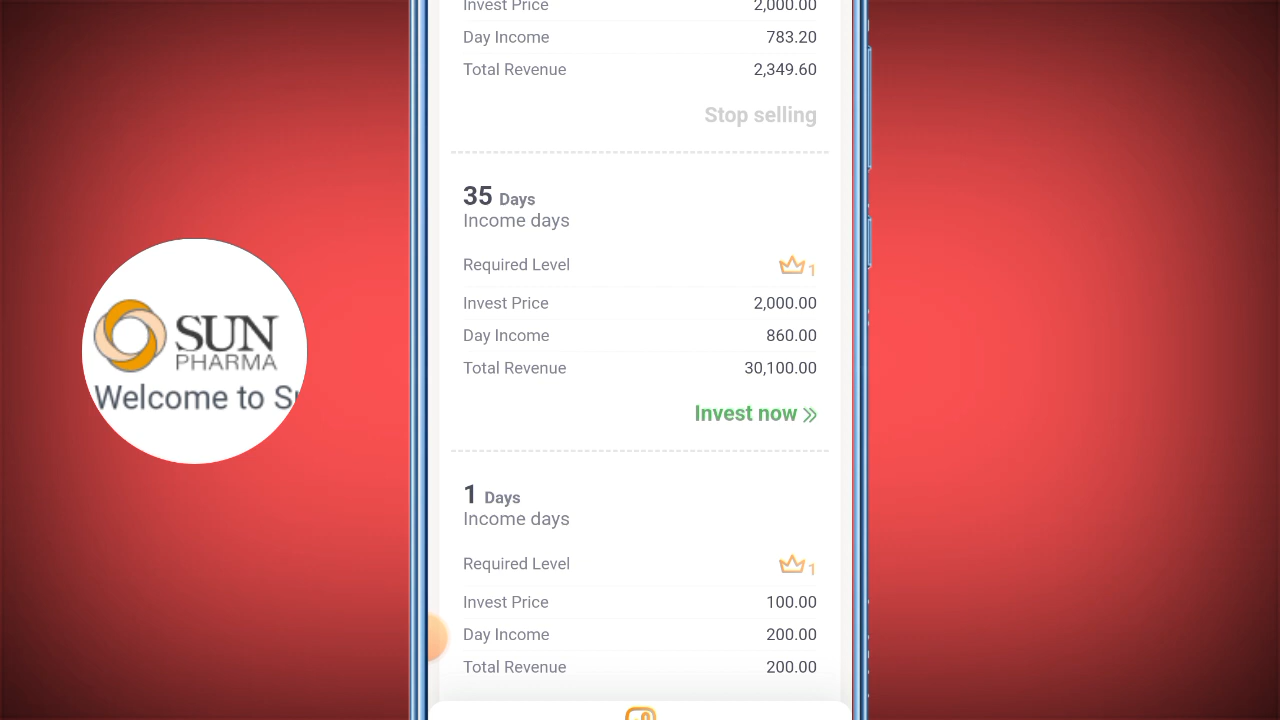 Invest Price 2,000.00
Day Income 783.20
Total Revenue 2,349.60
Stop selling
35 Days
Income days
Required Level 1
Invest Price 2,000.00
Day Income 860.00
Total Revenue 30,100.00
Invest now
1 Days
Income days
Required Level 1
Invest Price 100.00
Day Income 200.00
Total Revenue 200.00
SUN
PHARMA
Welcome to